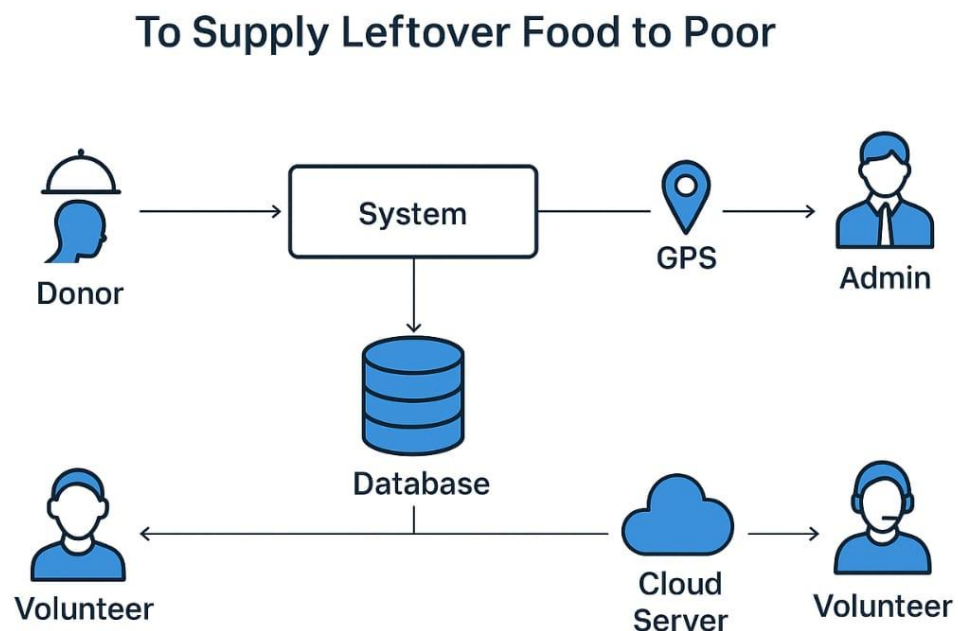 To Supply Leftover Food to Poor
System
GPS
Donor
Admin
Database
Cloud
Server
Volunteer
Volunteer